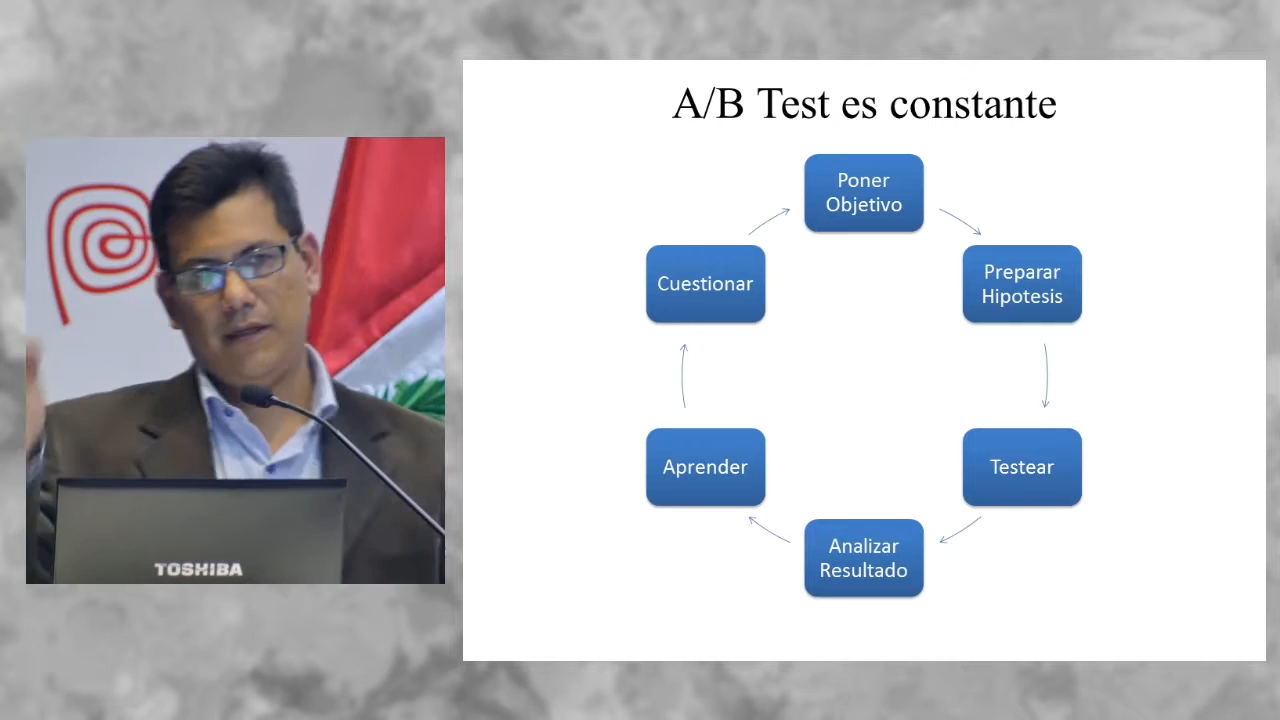 A/B Test es constante
Poner
Objetivo
Preparar
Hipotesis
Testear
Analizar
Resultado
Aprender
Cuestionar
TOSHIBA